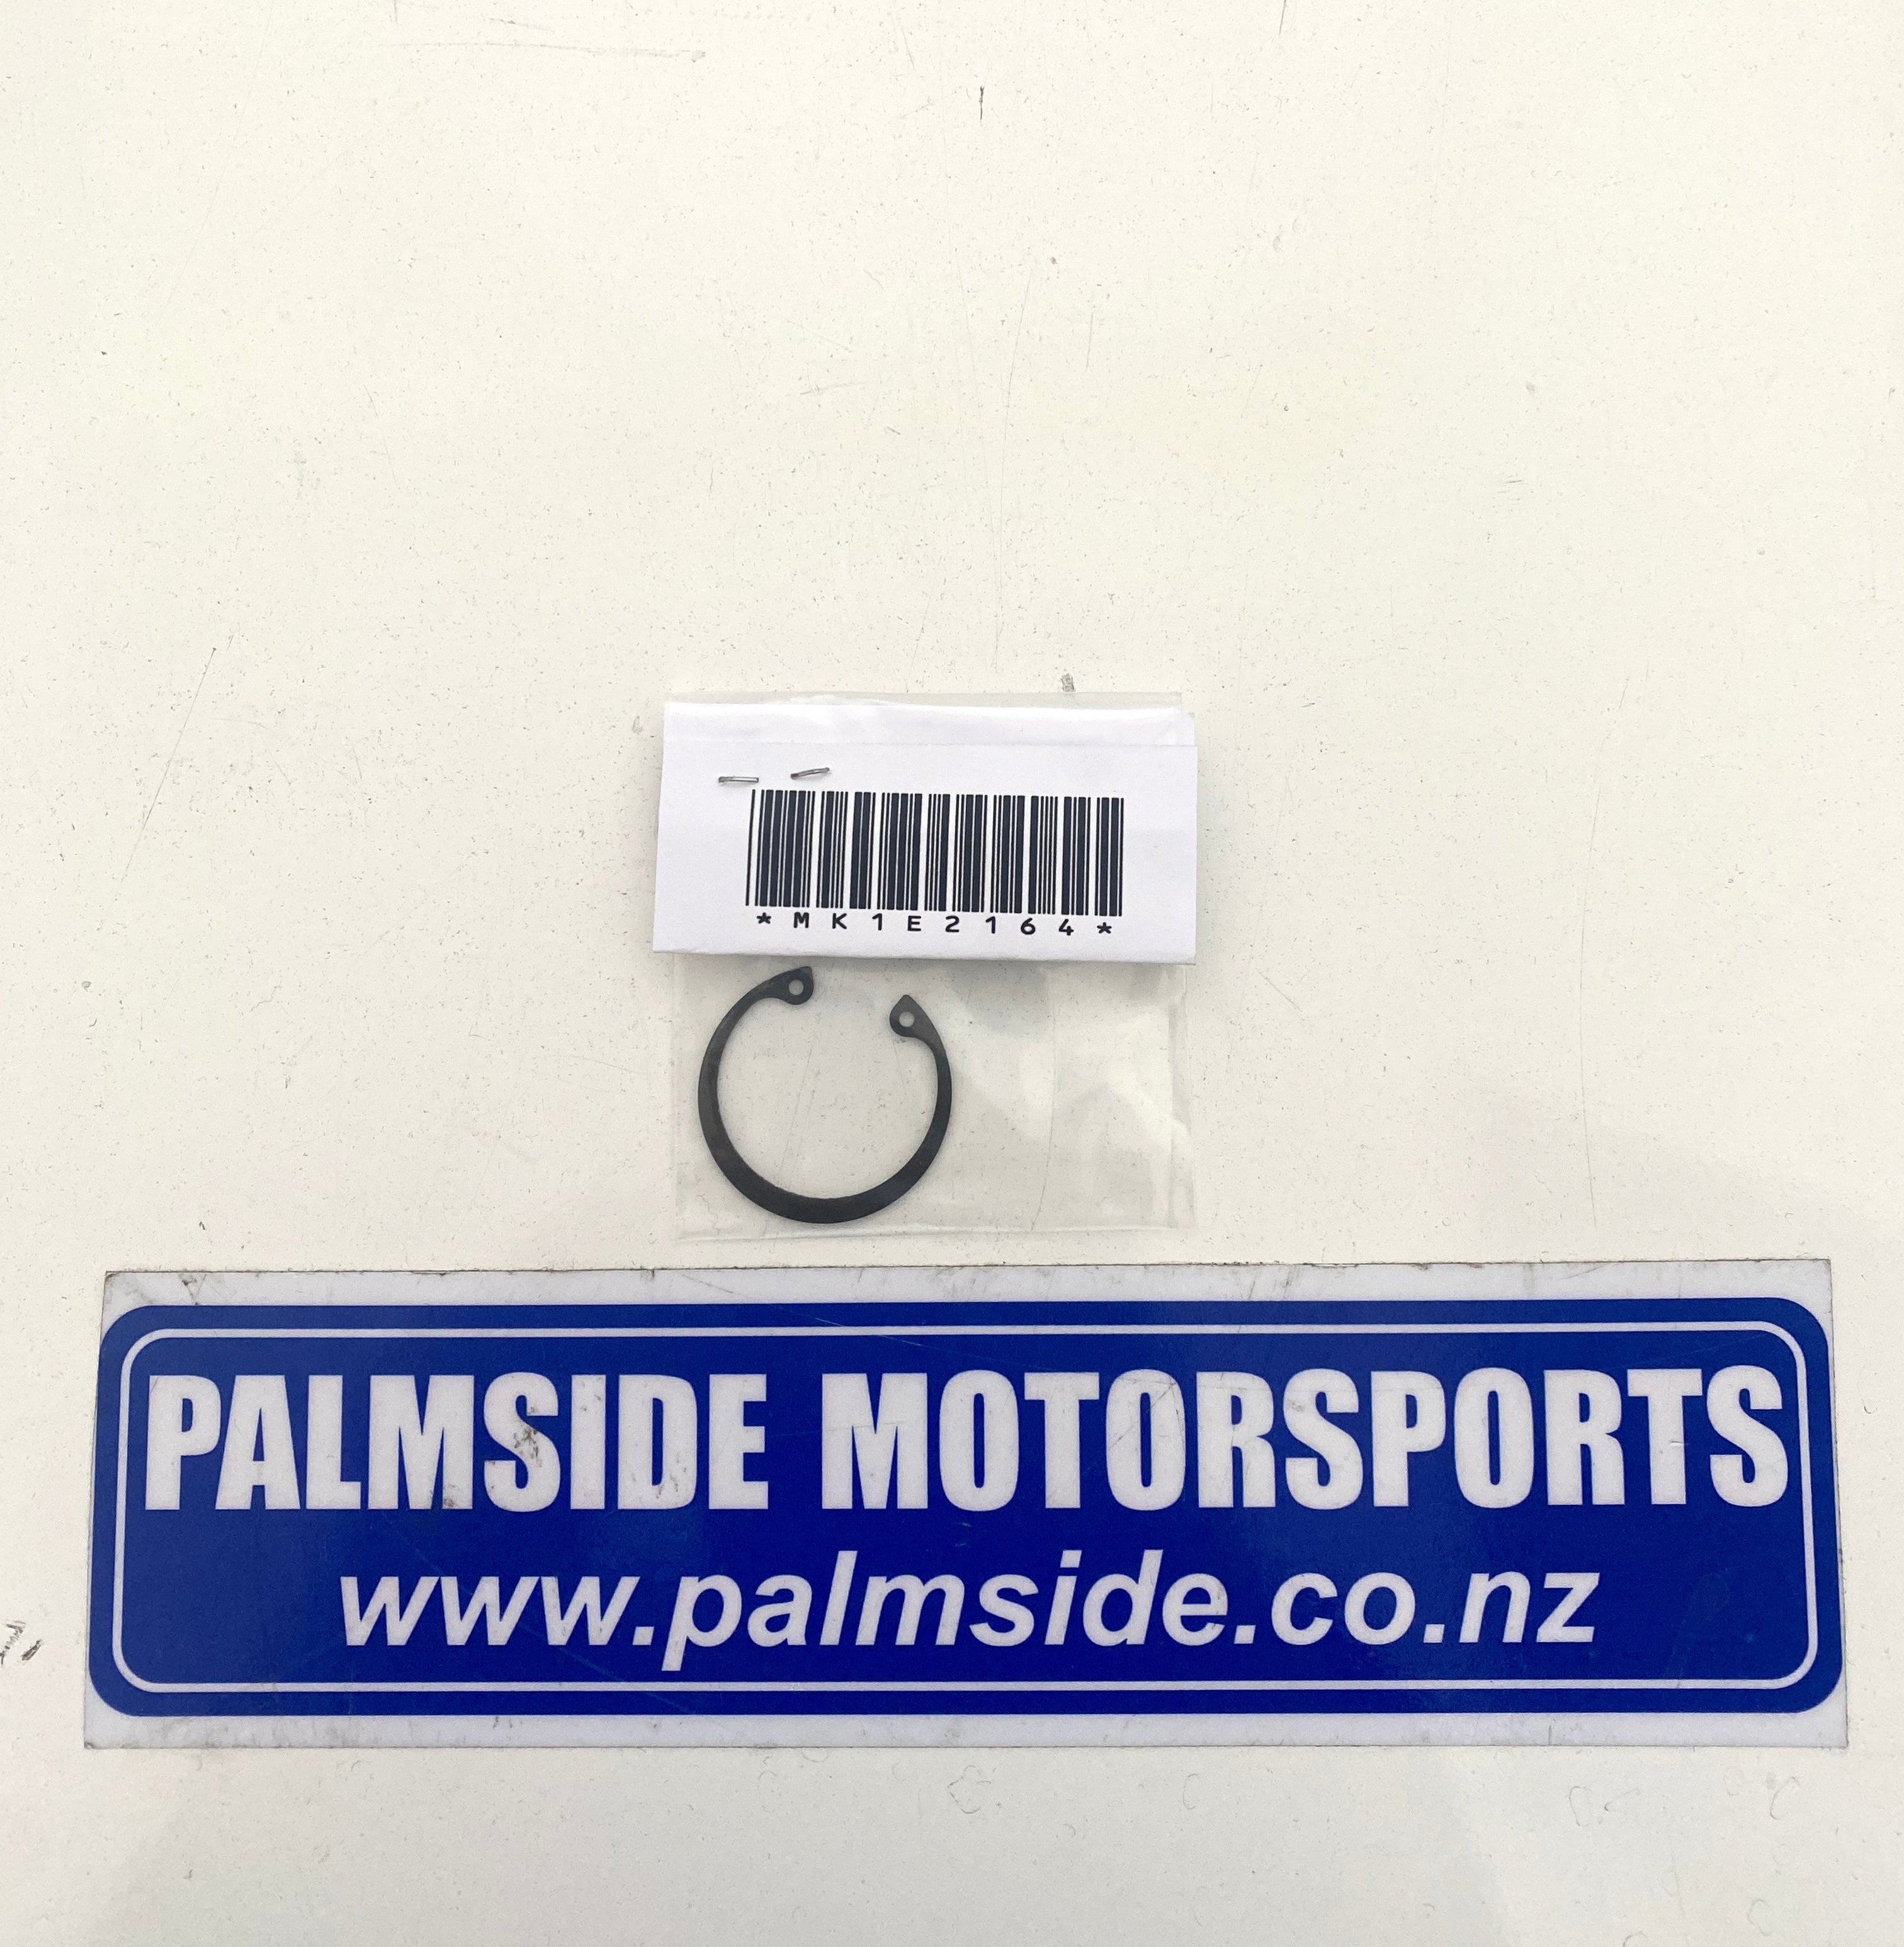 *MK1E2164*
PALMSIDE MOTORSPORTS
www.palmside.co.nz